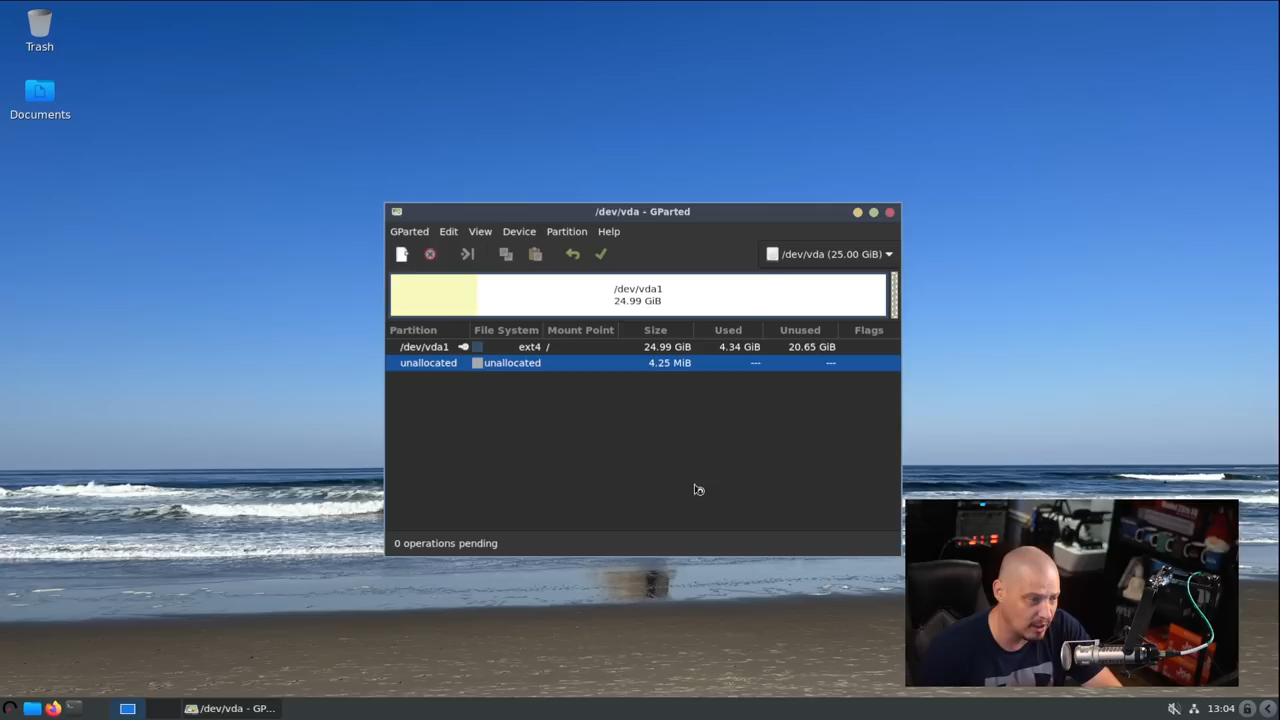 Trash
Documents
/dev/vda - GParted
GParted Edit View Device Partition Help
/dev/vda (25.00 GiB)
/dev/vda1
24.99 GiB
Partition File System Mount Point Size Used Unused Flags
/dev/vda1 ext4 / 24.99 GiB 4.34 GiB 20.65 GiB
unallocated unallocated 4.25 MiB --- ---
0 operations pending
/dev/vda - GP...
13:04